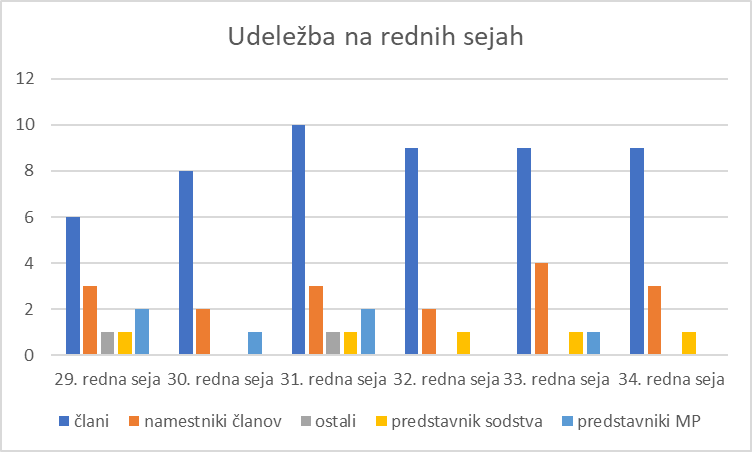 Udeležba na rednih sejah
12
10
8
6
4
2
0
29. redna seja 30. redna seja 31. redna seja 32. redna seja 33. redna seja 34. redna seja
člani namestniki članov ostali predstavnik sodstva predstavniki MP